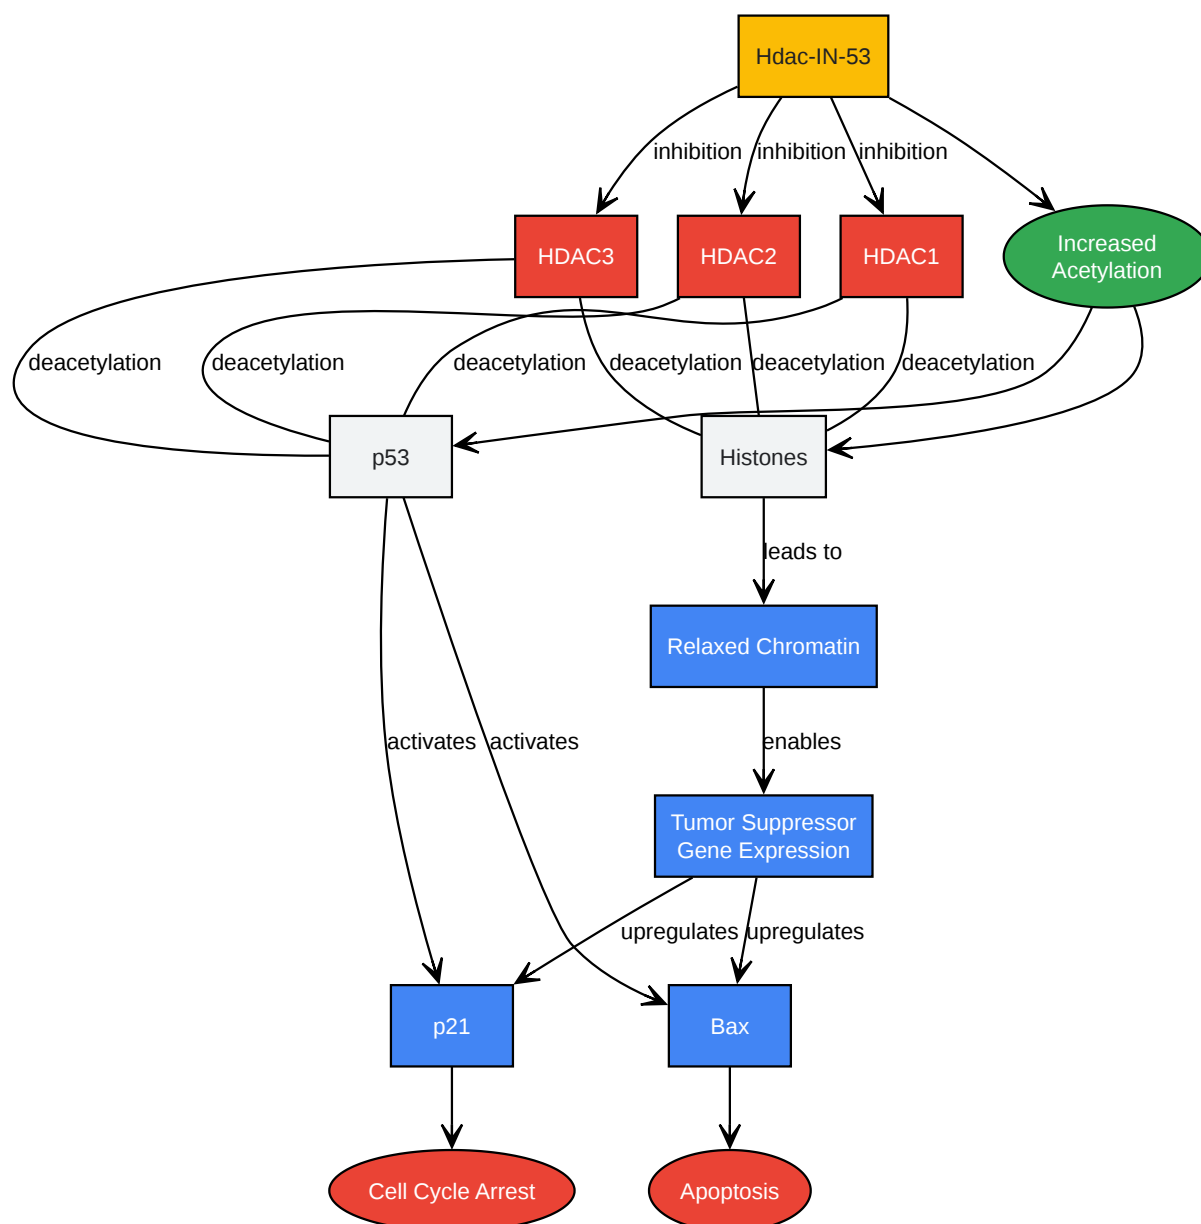 Hdac-IN-53
inhibition
inhibition
inhibition
HDAC3
HDAC2
HDAC1
Increased
Acetylation
deacetylation
deacetylation
deacetylation
deacetylation
deacetylation
deacetylation
p53
Histones
leads to
Relaxed Chromatin
activates
activates
enables
Tumor Suppressor
Gene Expression
upregulates
upregulates
p21
Bax
Cell Cycle Arrest
Apoptosis